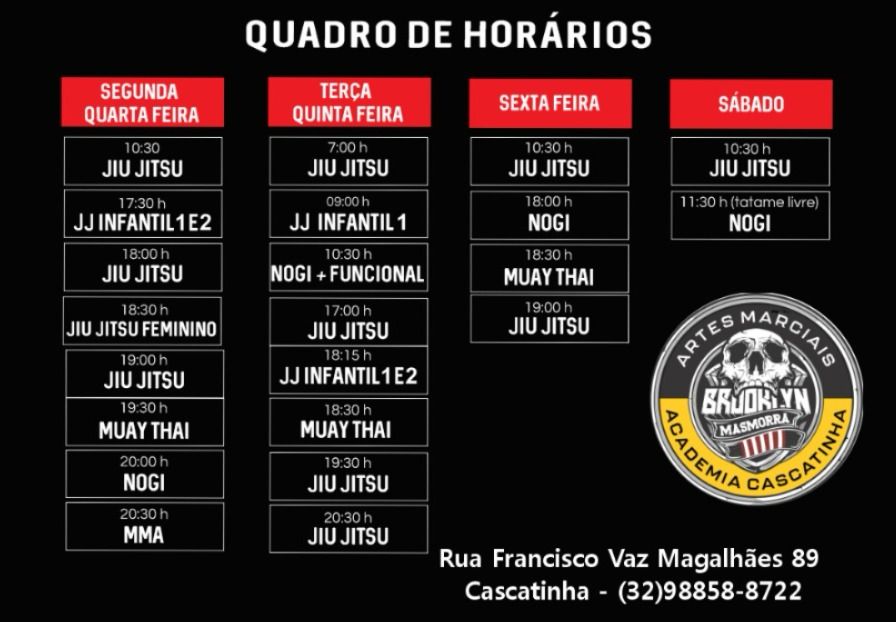 QUADRO DE HORÁRIOS
SEGUNDA
QUARTA FEIRA
10:30
JIU JITSU
17:30 h
JJ INFANTIL 1 E 2
18:00 h
JIU JITSU
18:30 h
JIU JITSU FEMININO
19:00 h
JIU JITSU
19:30 h
MUAY THAI
20:00 h
NOGI
20:30 h
MMA
TERÇA
QUINTA FEIRA
7:00 h
JIU JITSU
09:00 h
JJ INFANTIL 1
10:30 h
NOGI + FUNCIONAL
17:00 h
JIU JITSU
18:15 h
JJ INFANTIL 1 E 2
18:30 h
MUAY THAI
19:30 h
JIU JITSU
20:30 h
JIU JITSU
SEXTA FEIRA
10:30 h
JIU JITSU
18:00 h
NOGI
18:30 h
MUAY THAI
19:00 h
JIU JITSU
SÁBADO
10:30 h
JIU JITSU
11:30 h (tatame livre)
NOGI
ARTES MARCIAIS
BROOKLYN
MASMORRA
ACADEMIA CASCATINHA
Rua Francisco Vaz Magalhães 89
Cascatinha - (32)98858-8722